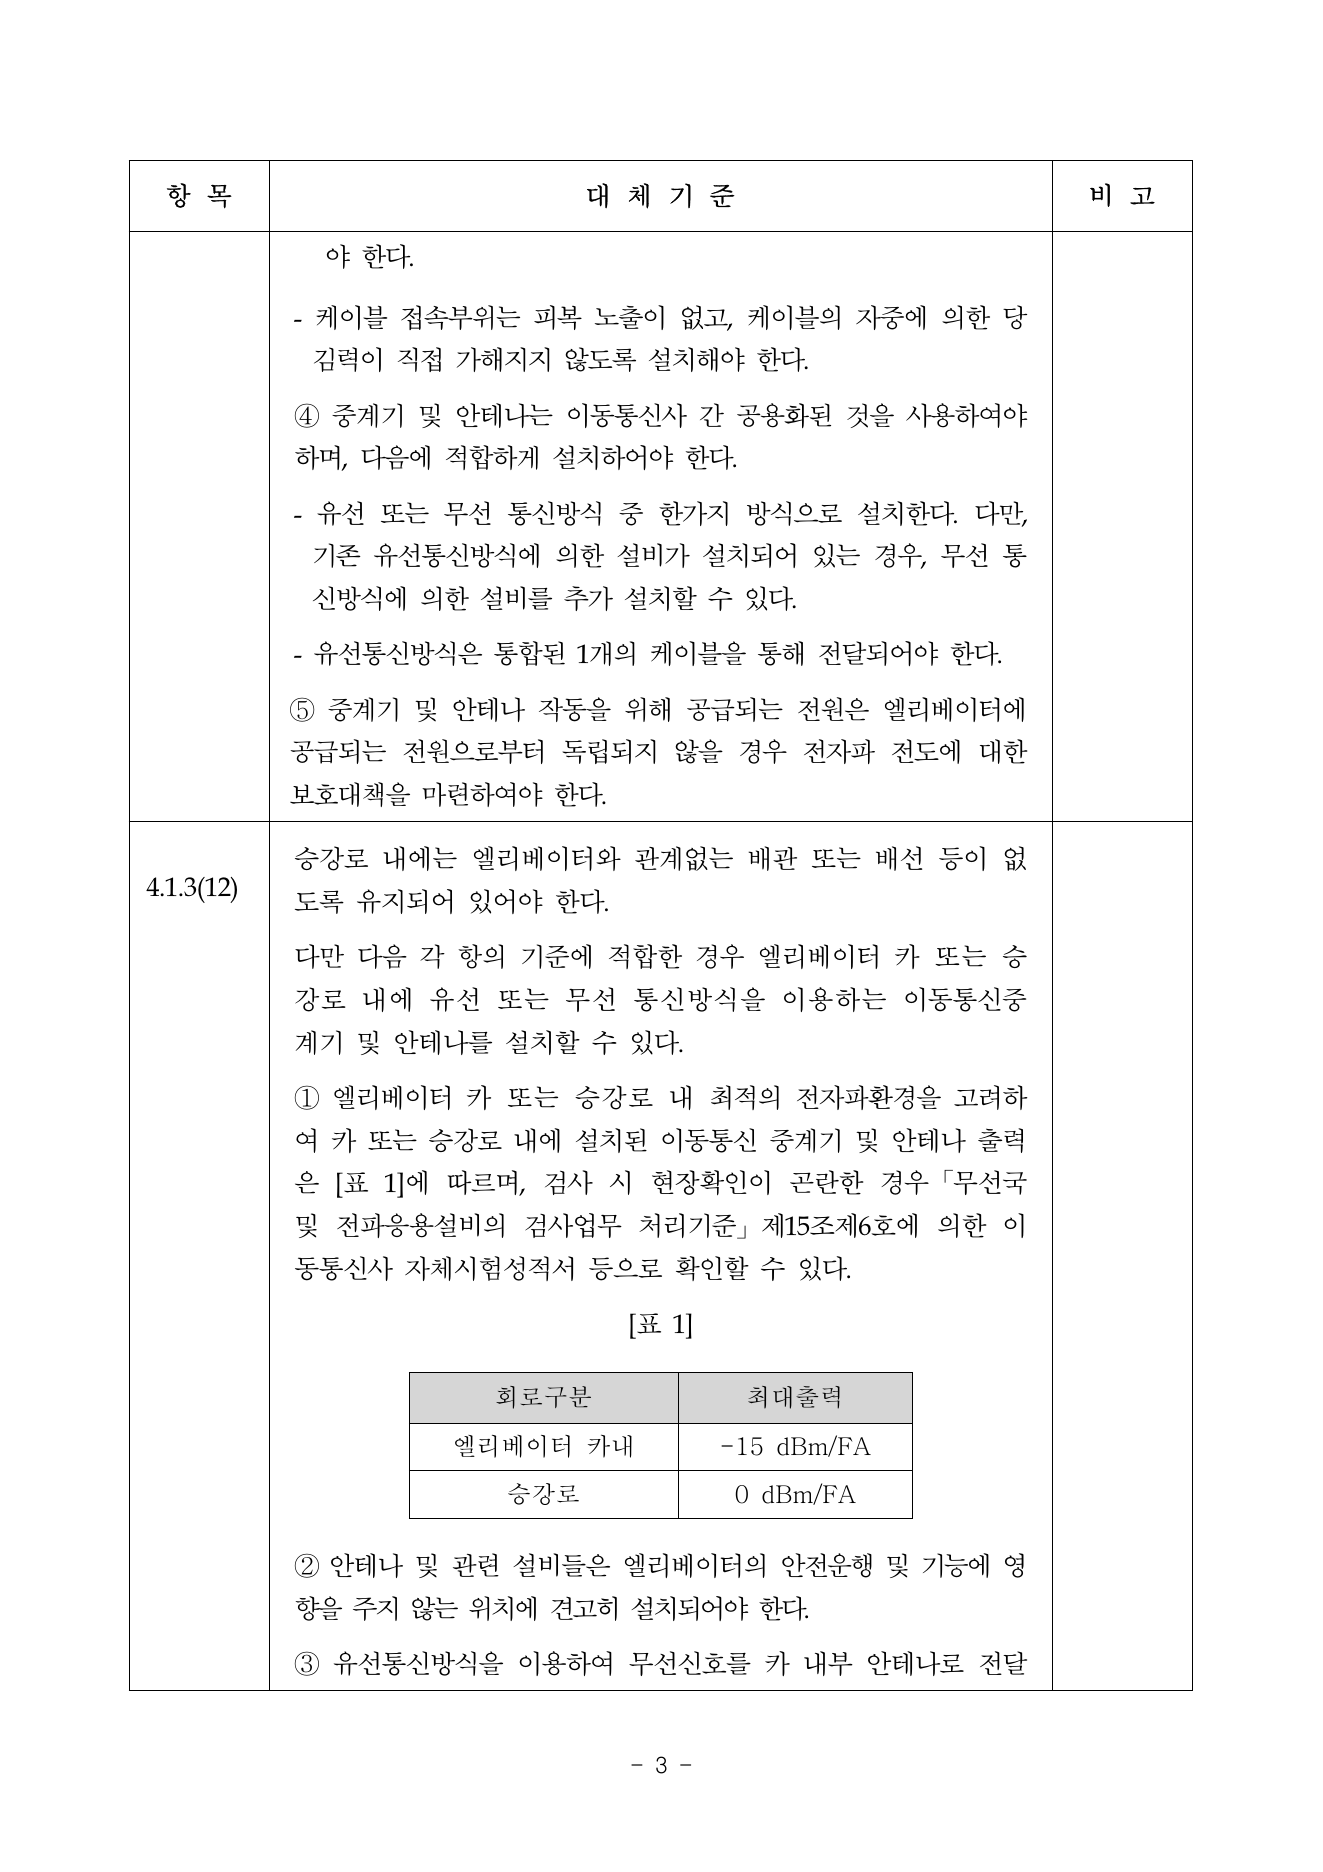 항 목 대 체 기 준 비 고
야 한다.
- 케이블 접속부위는 피복 노출이 없고, 케이블의 자중에 의한 당
김력이 직접 가해지지 않도록 설치해야 한다.
④ 중계기 및 안테나는 이동통신사 간 공용화된 것을 사용하여야
하며, 다음에 적합하게 설치하어야 한다.
- 유선 또는 무선 통신방식 중 한가지 방식으로 설치한다. 다만,
기존 유선통신방식에 의한 설비가 설치되어 있는 경우, 무선 통
신방식에 의한 설비를 추가 설치할 수 있다.
- 유선통신방식은 통합된 1개의 케이블을 통해 전달되어야 한다.
⑤ 중계기 및 안테나 작동을 위해 공급되는 전원은 엘리베이터에
공급되는 전원으로부터 독립되지 않을 경우 전자파 전도에 대한
보호대책을 마련하여야 한다.
4.1.3(12)
승강로 내에는 엘리베이터와 관계없는 배관 또는 배선 등이 없
도록 유지되어 있어야 한다.
다만 다음 각 항의 기준에 적합한 경우 엘리베이터 카 또는 승
강로 내에 유선 또는 무선 통신방식을 이용하는 이동통신중
계기 및 안테나를 설치할 수 있다.
① 엘리베이터 카 또는 승강로 내 최적의 전자파환경을 고려하
여 카 또는 승강로 내에 설치된 이동통신 중계기 및 안테나 출력
은 [표 1]에 따르며, 검사 시 현장확인이 곤란한 경우「무선국
및 전파응용설비의 검사업무 처리기준」제15조제6호에 의한 이
동통신사 자체시험성적서 등으로 확인할 수 있다.
[표 1]
회로구분 최대출력
엘리베이터 카내 -15 dBm/FA
승강로 0 dBm/FA
② 안테나 및 관련 설비들은 엘리베이터의 안전운행 및 기능에 영
향을 주지 않는 위치에 견고히 설치되어야 한다.
③ 유선통신방식을 이용하여 무선신호를 카 내부 안테나로 전달
- 3 -